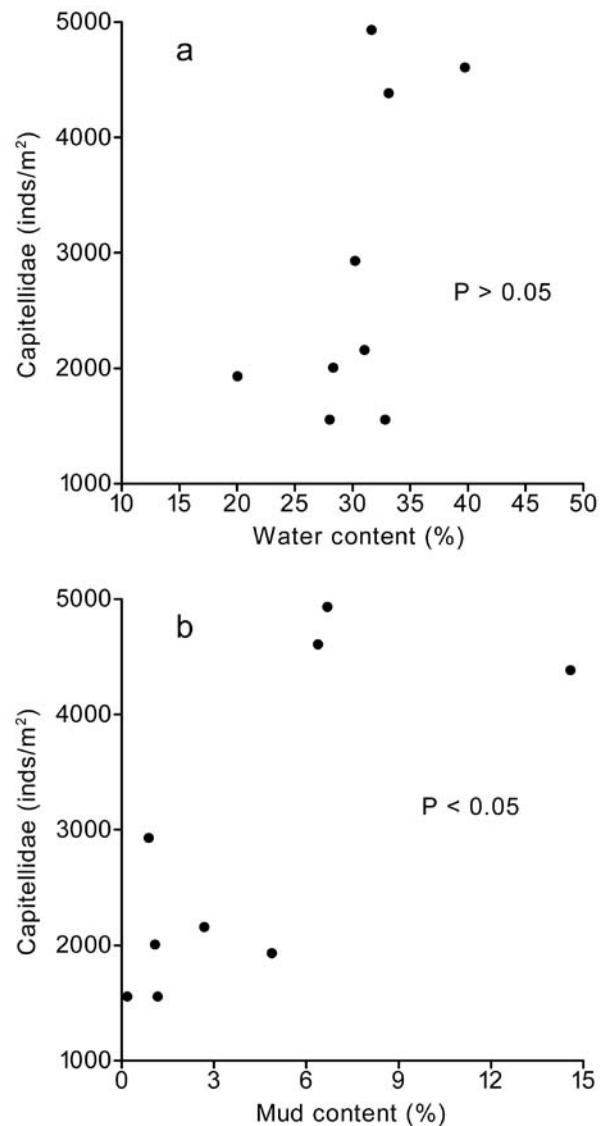 a
Capitellidae (inds/m²)
5000
4000
3000
2000
1000
P > 0.05
10 15 20 25 30 35 40 45 50
Water content (%)
b
Capitellidae (inds/m²)
5000
4000
3000
2000
1000
P < 0.05
0 3 6 9 12 15
Mud content (%)